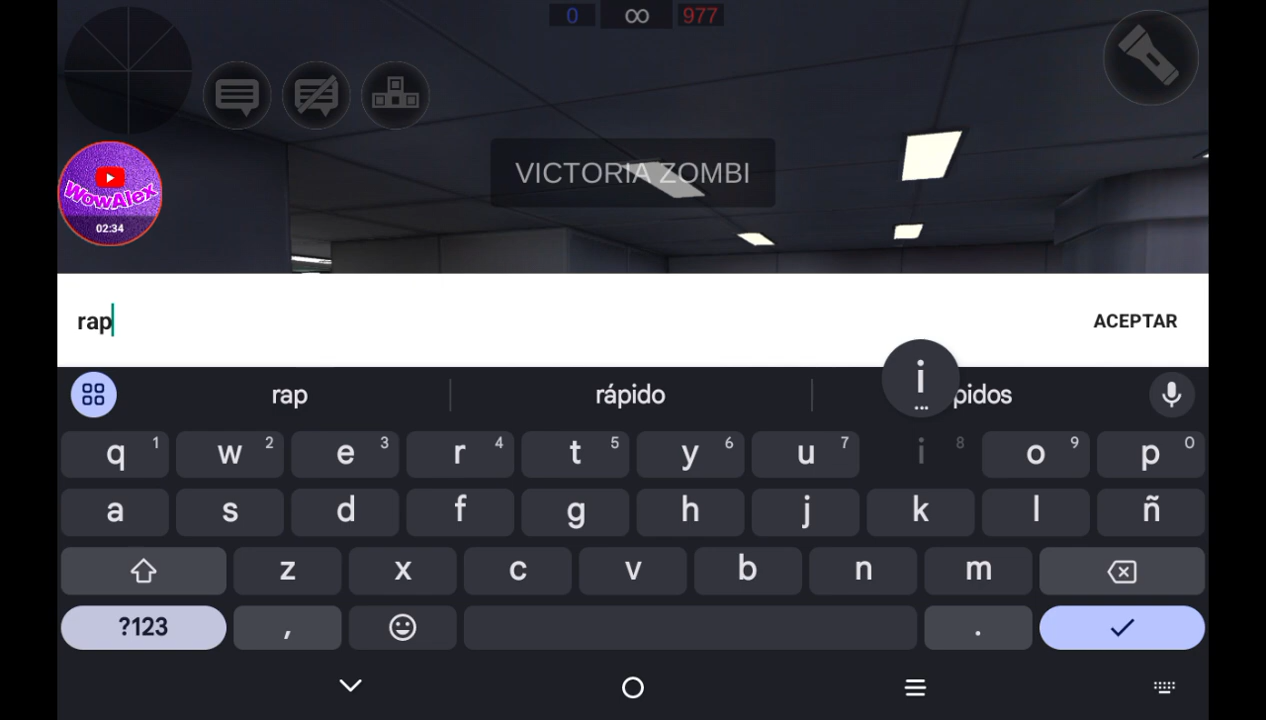 0 ∞ 977
VICTORIA ZOMBI
WowAlex
02:34
rap
ACEPTAR
rap rápido pidos
i
...
q 1 w 2 e 3 r 4 t 5 y 6 u 7 i 8 o 9 p 0
a s d f g h j k l ñ
z x c v b n m
?123 , .